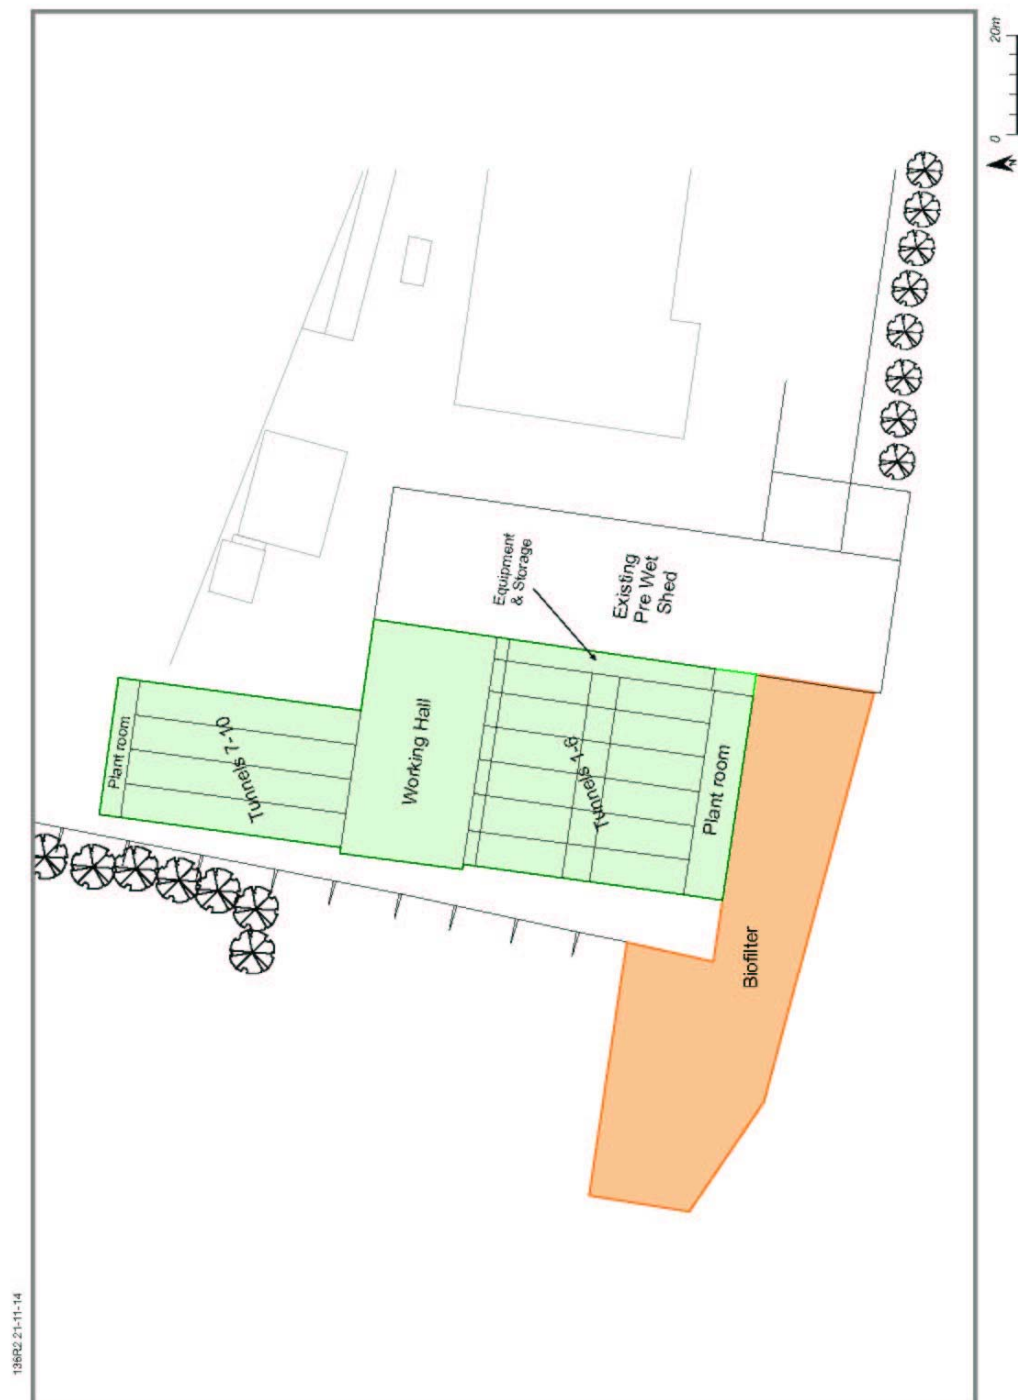 20m
0
N
Equipment
& Storage
Existing
Pre Wet
Shed
Plant room
Tunnels 7-10
Working Hall
Tunnels 1-6
Plant room
Biofilter
136R2 21-11-14